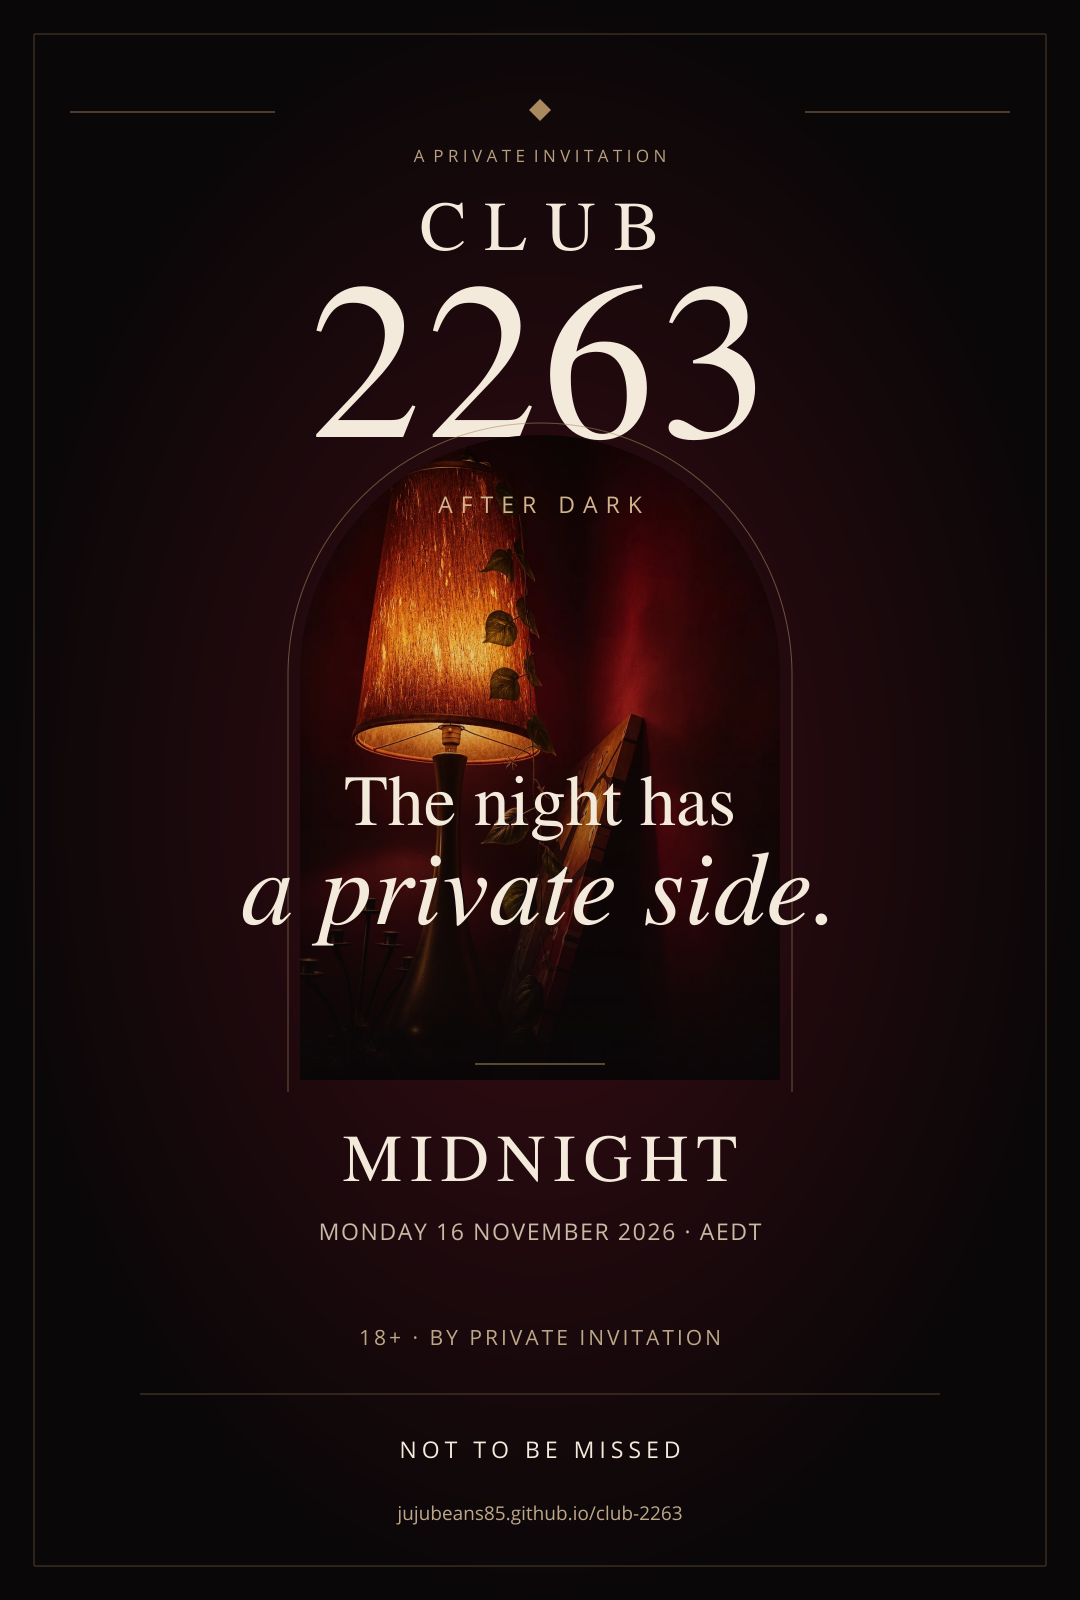 A PRIVATE INVITATION
CLUB
2263
AFTER DARK
The night has
a private side.
MIDNIGHT
MONDAY 16 NOVEMBER 2026 · AEDT
18+ · BY PRIVATE INVITATION
NOT TO BE MISSED
jujubeans85.github.io/club-2263